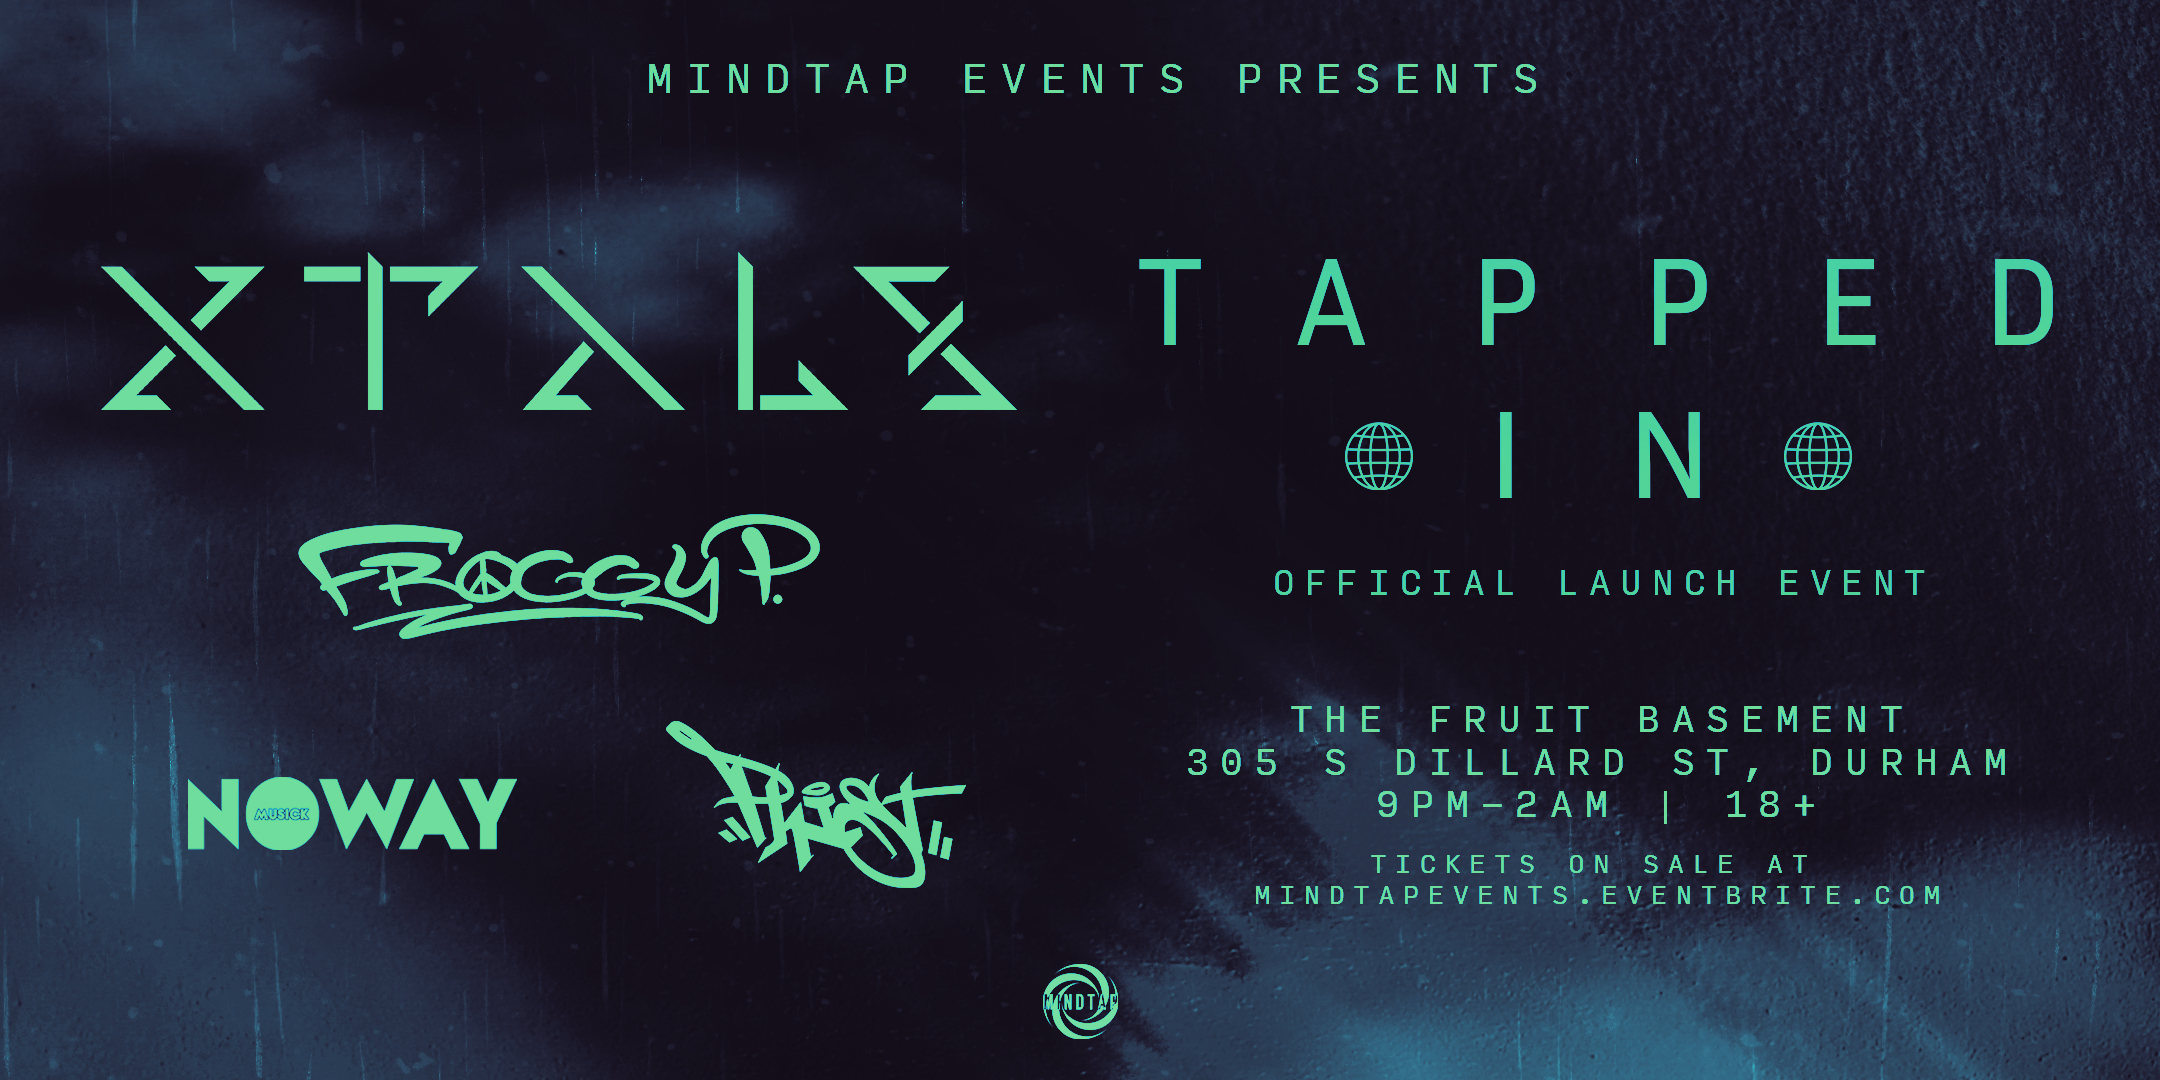 MINDTAP EVENTS PRESENTS
XTALS
FROGGY P.
NOWAY
MUSICK
PHiST
TAPPED
IN
OFFICIAL LAUNCH EVENT
THE FRUIT BASEMENT
305 S DILLARD ST, DURHAM
9PM-2AM | 18+
TICKETS ON SALE AT
MINDTAPEVENTS.EVENTBRITE.COM
MINDTAP